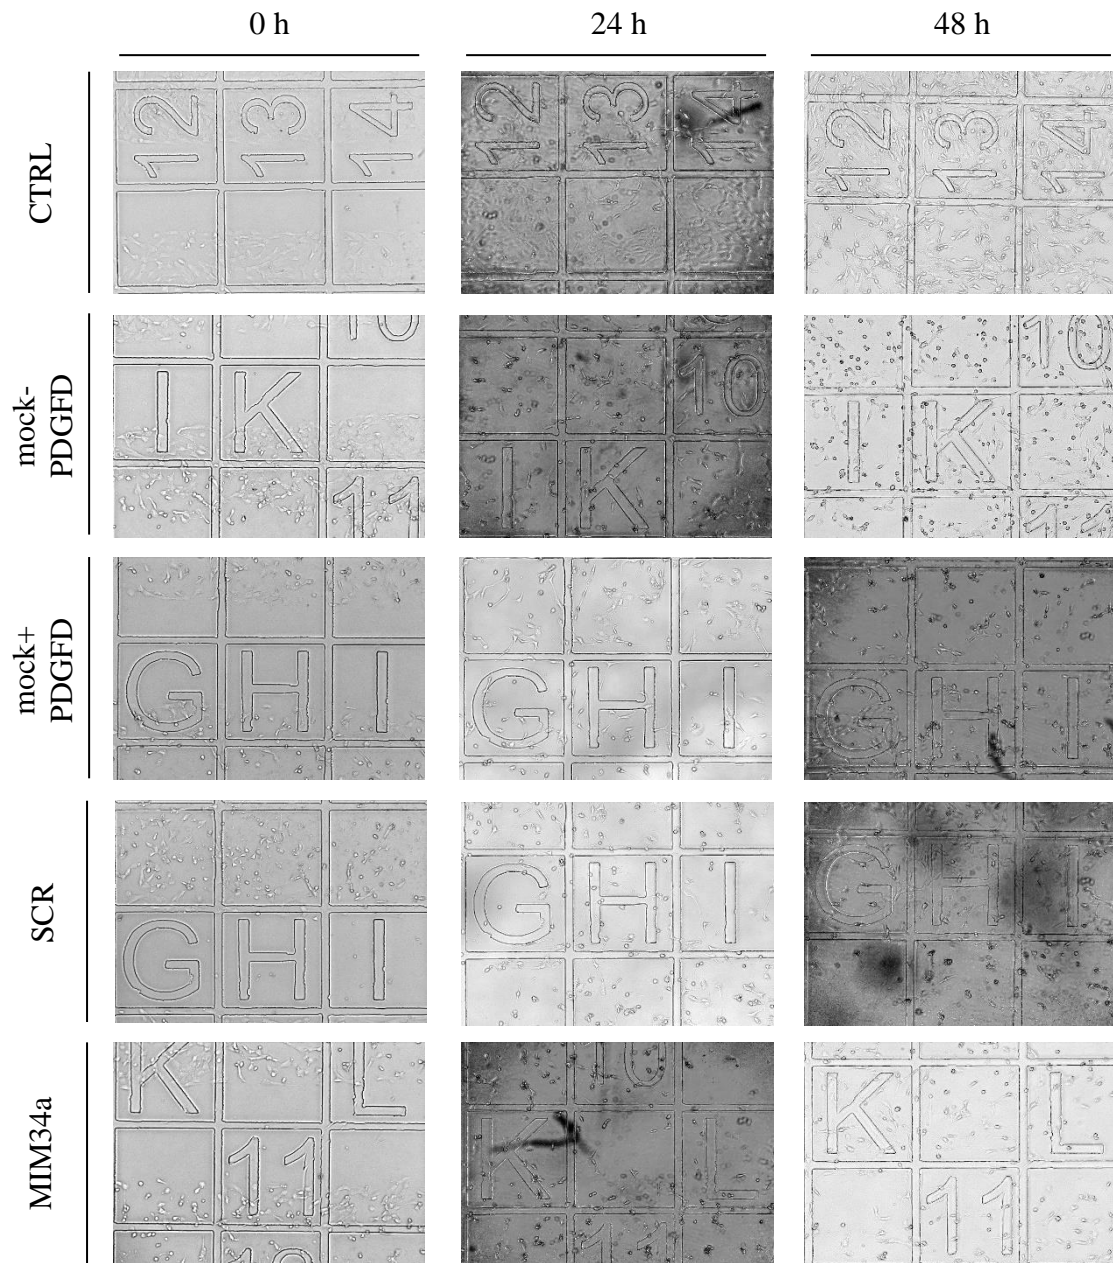 0 h 24 h 48 h
CTRL
12 13 14
12 13 14
12 13 14
mock-
PDGFD
10
I K
11
10
I K
10
I K
11
mock+
PDGFD
G H I
G H I
G H I
SCR
G H I
G H I
G H I
MIM34a
K L
11
K L
11
K L
11